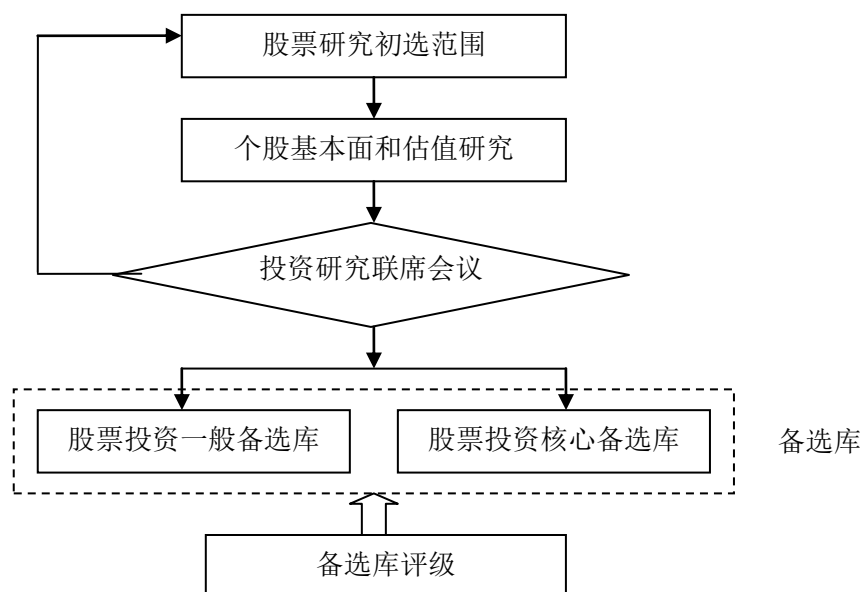 股票研究初选范围
个股基本面和估值研究
投资研究联席会议
股票投资一般备选库
股票投资核心备选库
备选库
备选库评级